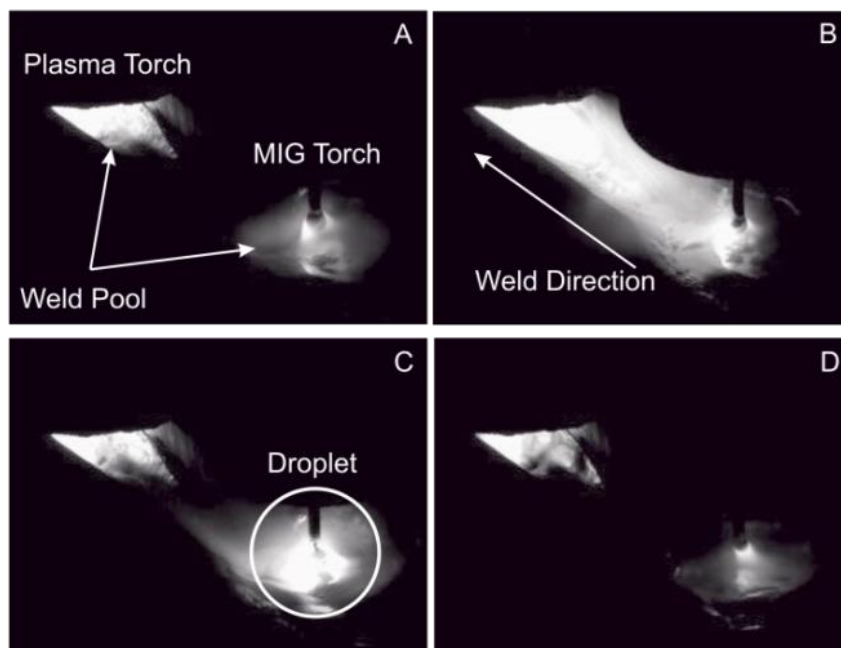 A
Plasma Torch
MIG Torch
Weld Pool
B
Weld Direction
C
Droplet
D